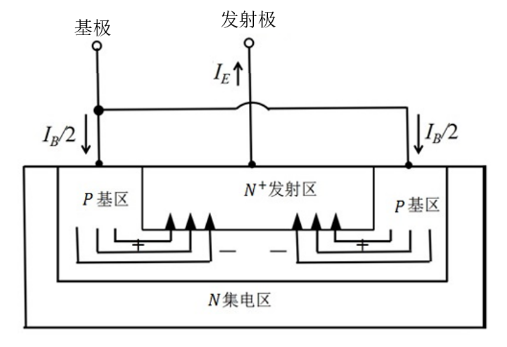 基极
发射极
I_E
I_B/2
I_B/2
N⁺发射区
P 基区
P 基区
+
— —
+
N 集电区